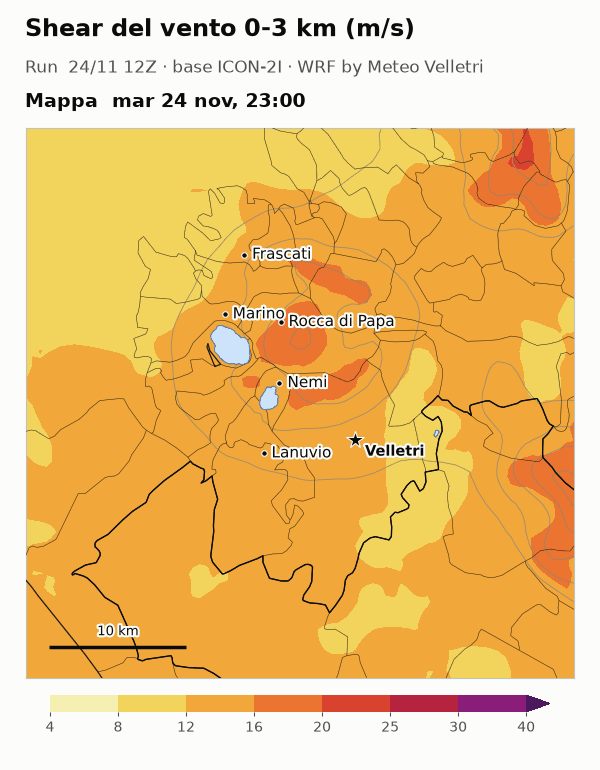 Shear del vento 0-3 km (m/s)
Run  24/11 12Z · base ICON-2I · WRF by Meteo Velletri
Mappa  mar 24 nov, 23:00
Frascati
Marino
Rocca di Papa
Nemi
Velletri
Lanuvio
10 km
4 8 12 16 20 25 30 40